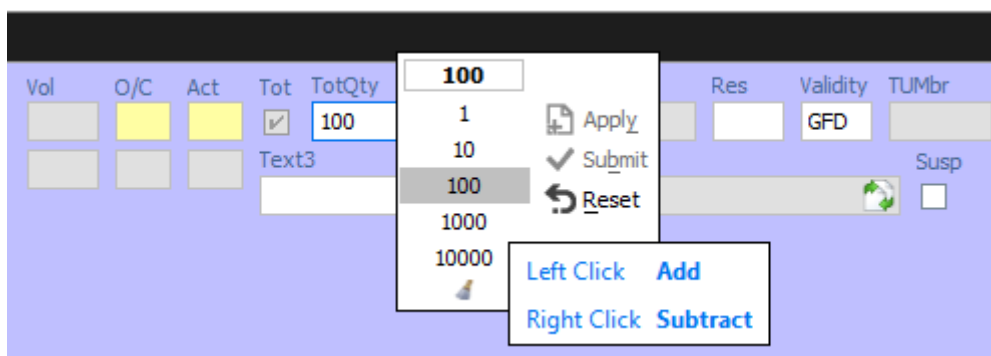 Vol O/C Act Tot TotQty Res Validity TUMbr
100 100 GFD
1
10
100
1000
10000
Apply
Submit
Reset
Text3 Susp
Left Click Add
Right Click Subtract